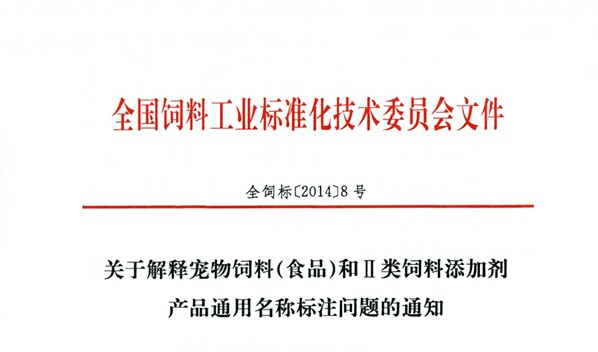 全国饲料工业标准化技术委员会文件
全饲标〔2014〕8号
关于解释宠物饲料(食品)和Ⅱ类饲料添加剂
产品通用名称标注问题的通知